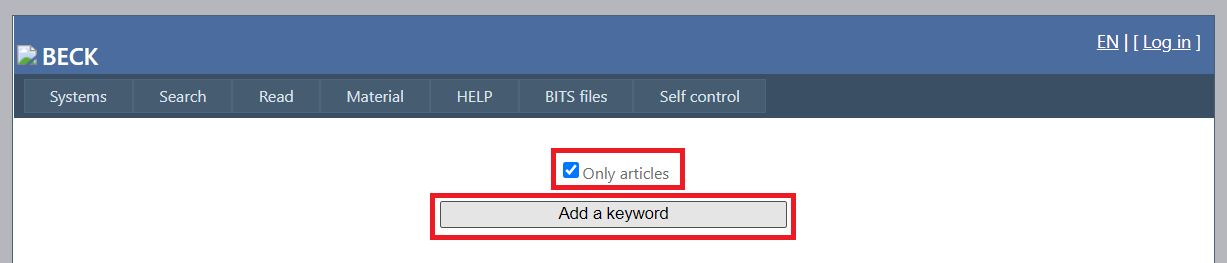 EN | [ Log in ]
BECK
Systems Search Read Material HELP BITS files Self control
Only articles
Add a keyword